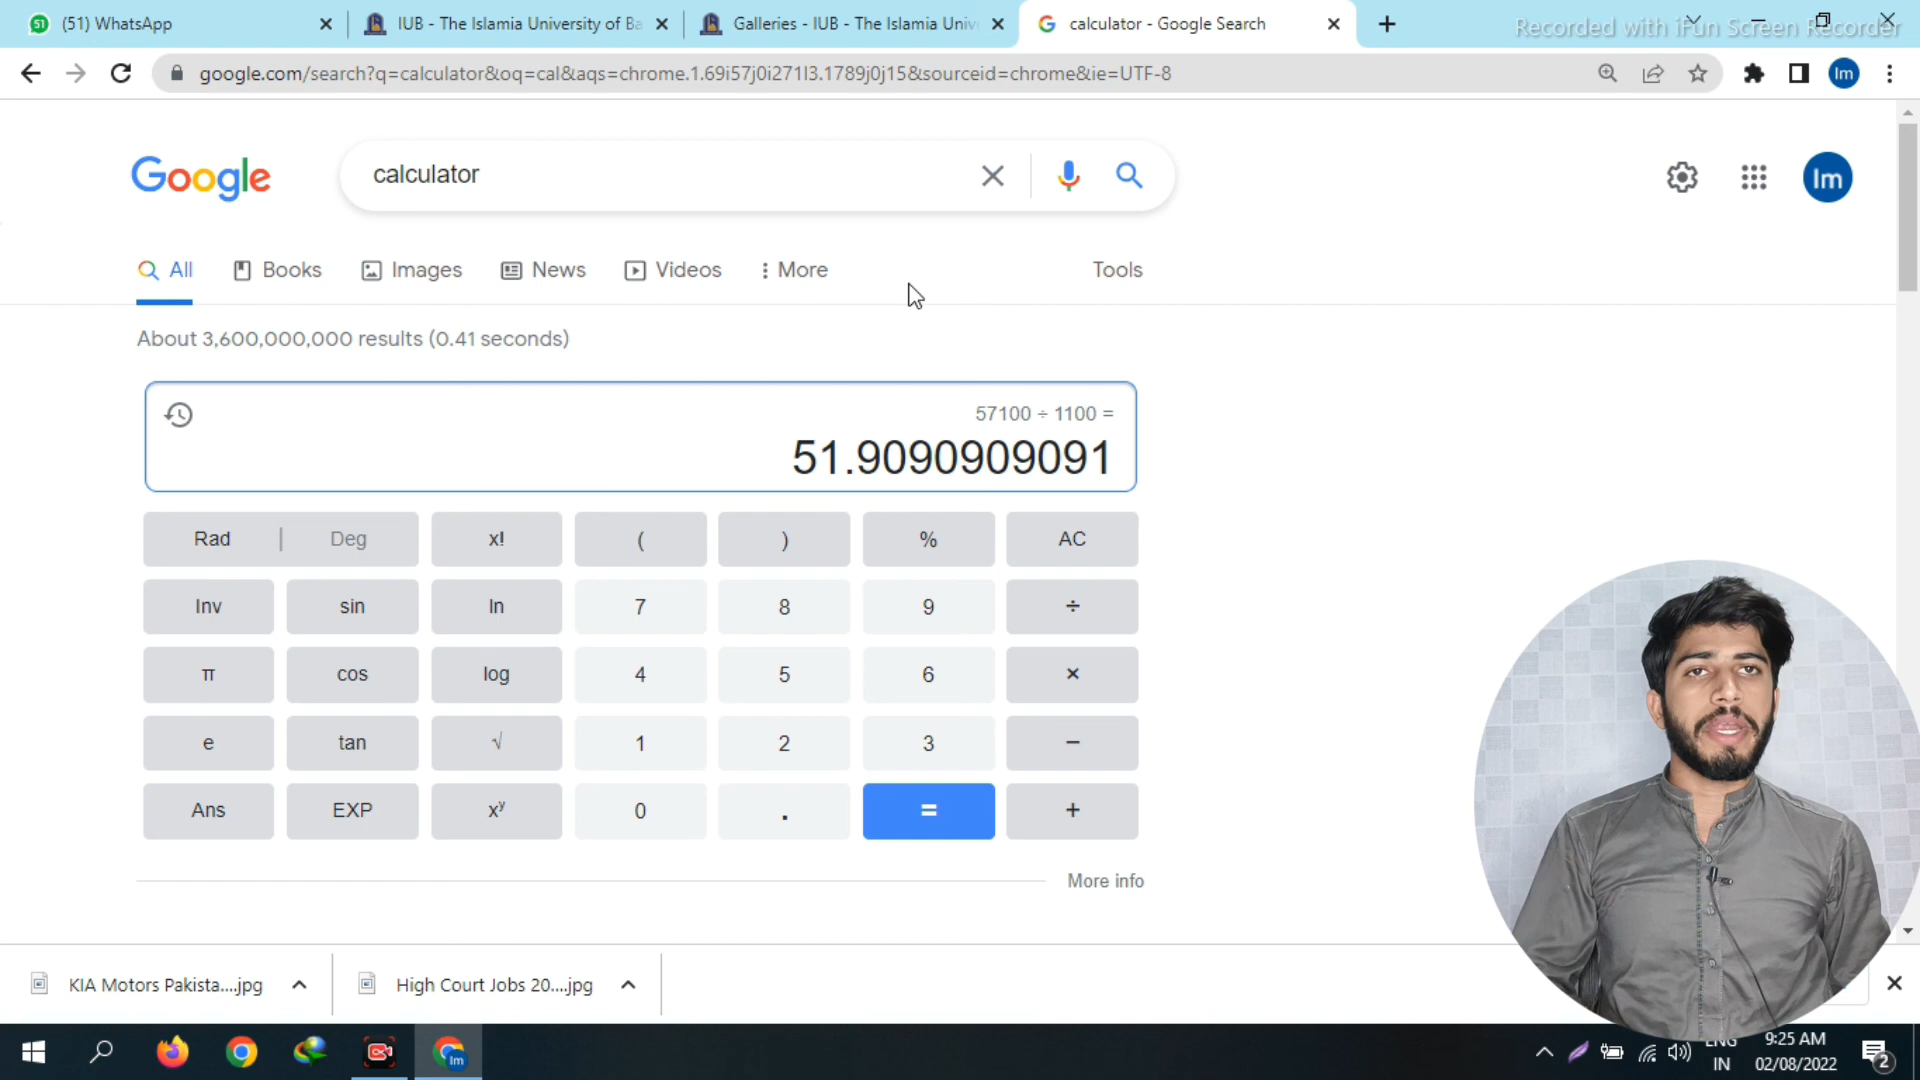 (51) WhatsApp
IUB - The Islamia University of Ba
Galleries - IUB - The Islamia Univ
calculator - Google Search
Recorded with iFun Screen Recorder
google.com/search?q=calculator&oq=cal&aqs=chrome.1.69i57j0i271l3.1789j0j15&sourceid=chrome&ie=UTF-8
Im
Google
calculator
Im
All
Books
Images
News
Videos
More
Tools
About 3,600,000,000 results (0.41 seconds)
57100 ÷ 1100 =
51.9090909091
Rad | Deg x! ( ) % AC
Inv sin ln 7 8 9 ÷
π cos log 4 5 6 ×
e tan √ 1 2 3 −
Ans EXP xʸ 0 . = +
More info
KIA Motors Pakista....jpg
High Court Jobs 20....jpg
Im
ENG
IN
9:25 AM
02/08/2022
2